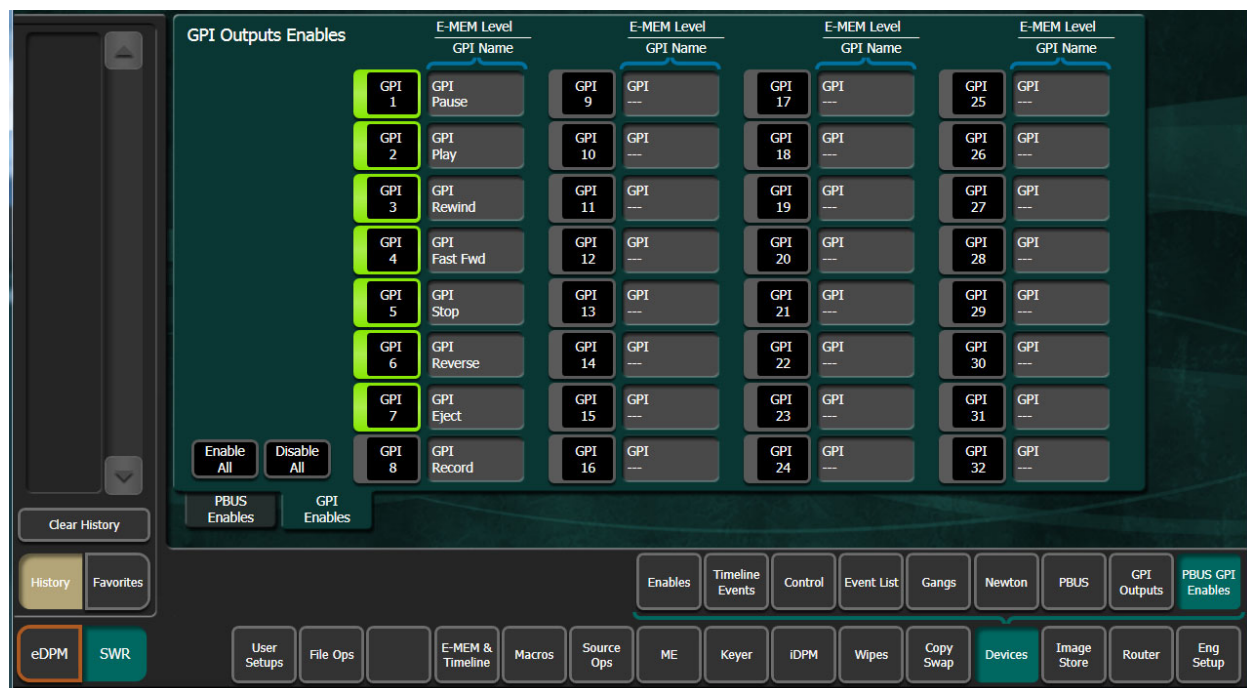 GPI Outputs Enables
E-MEM Level
GPI Name
E-MEM Level
GPI Name
E-MEM Level
GPI Name
E-MEM Level
GPI Name
GPI
1
GPI
Pause
GPI
9
GPI
---
GPI
17
GPI
---
GPI
25
GPI
---
GPI
2
GPI
Play
GPI
10
GPI
---
GPI
18
GPI
---
GPI
26
GPI
---
GPI
3
GPI
Rewind
GPI
11
GPI
---
GPI
19
GPI
---
GPI
27
GPI
---
GPI
4
GPI
Fast Fwd
GPI
12
GPI
---
GPI
20
GPI
---
GPI
28
GPI
---
GPI
5
GPI
Stop
GPI
13
GPI
---
GPI
21
GPI
---
GPI
29
GPI
---
GPI
6
GPI
Reverse
GPI
14
GPI
---
GPI
22
GPI
---
GPI
30
GPI
---
GPI
7
GPI
Eject
GPI
15
GPI
---
GPI
23
GPI
---
GPI
31
GPI
---
Enable
All
Disable
All
GPI
8
GPI
Record
GPI
16
GPI
---
GPI
24
GPI
---
GPI
32
GPI
---
PBUS
Enables
GPI
Enables
Clear History
History
Favorites
Enables
Timeline
Events
Control
Event List
Gangs
Newton
PBUS
GPI
Outputs
PBUS GPI
Enables
eDPM
SWR
User
Setups
File Ops
E-MEM &
Timeline
Macros
Source
Ops
ME
Keyer
iDPM
Wipes
Copy
Swap
Devices
Image
Store
Router
Eng
Setup